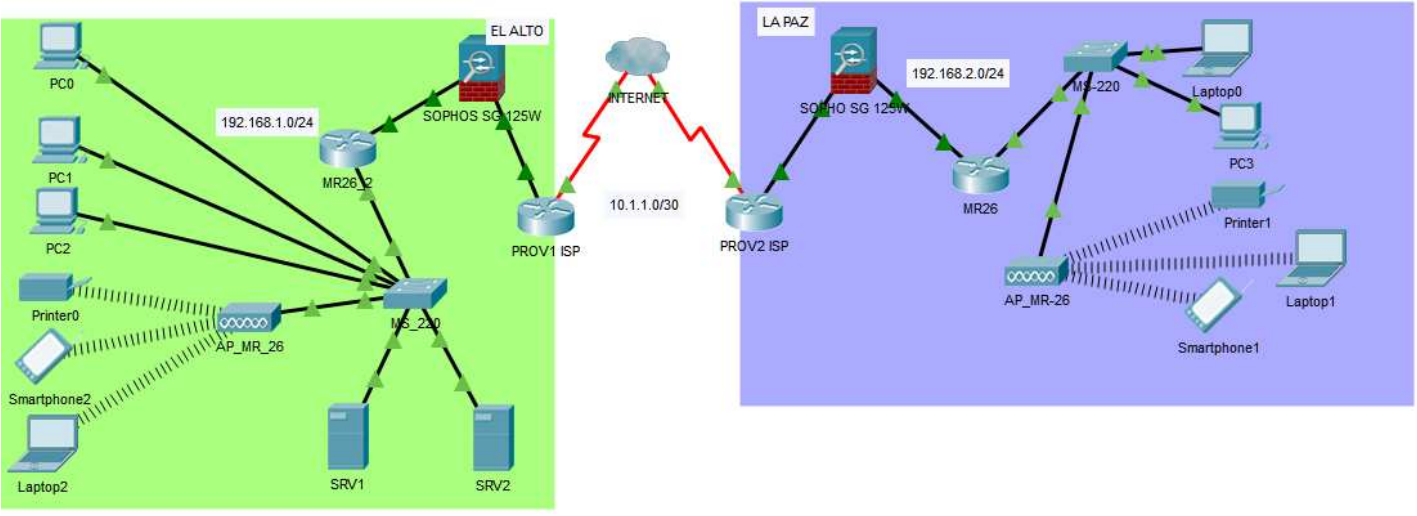 EL ALTO
PC0
SOPHOS SG 125W
192.168.1.0/24
MR26_2
PC1
PC2
PROV1 ISP
Printer0
MS_220
AP_MR_26
Smartphone2
Laptop2
SRV1
SRV2
INTERNET
10.1.1.0/30
LA PAZ
SOPHO SG 125W
192.168.2.0/24
MS-220
Laptop0
PC3
MR26
PROV2 ISP
Printer1
AP_MR-26
Laptop1
Smartphone1